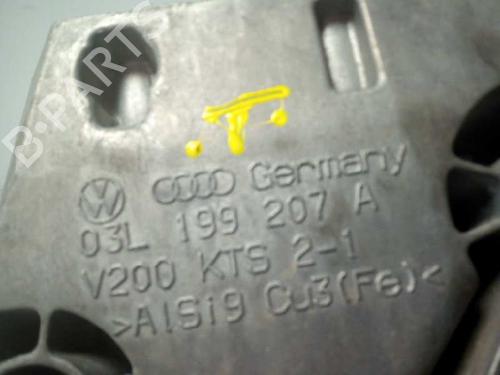 B-PARTS
Germany
03L 199 207 A
V200 KTS 2-1
>AlSi9 Cu3(Fe)<